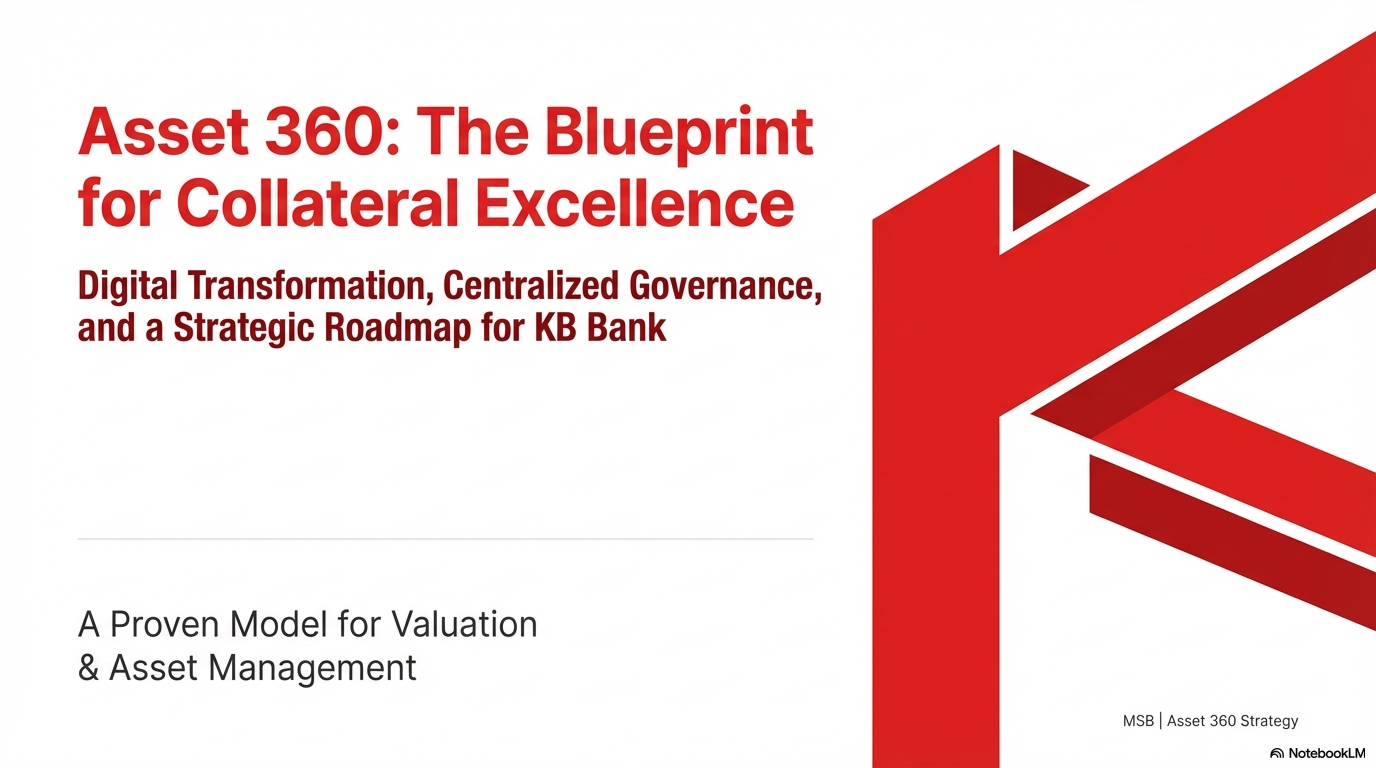 Asset 360: The Blueprint
for Collateral Excellence
Digital Transformation, Centralized Governance,
and a Strategic Roadmap for KB Bank
A Proven Model for Valuation
& Asset Management
MSB | Asset 360 Strategy
NotebookLM